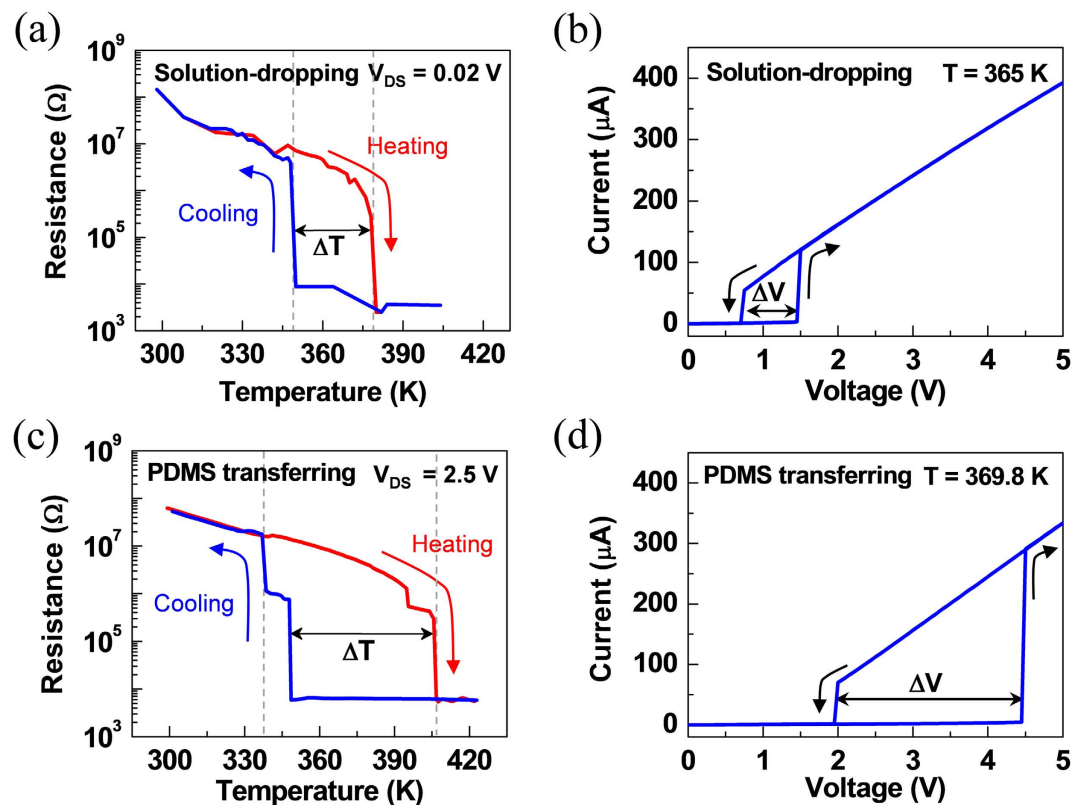 (a)
Solution-dropping V_DS = 0.02 V
Heating
Cooling
ΔT
Resistance (Ω)
10⁹
10⁷
10⁵
10³
300 330 360 390 420
Temperature (K)
(b)
Solution-dropping T = 365 K
ΔV
Current (μA)
400
300
200
100
0
0 1 2 3 4 5
Voltage (V)
(c)
PDMS transferring V_DS = 2.5 V
Heating
Cooling
ΔT
Resistance (Ω)
10⁹
10⁷
10⁵
10³
300 330 360 390 420
Temperature (K)
(d)
PDMS transferring T = 369.8 K
ΔV
Current (μA)
400
300
200
100
0
0 1 2 3 4 5
Voltage (V)